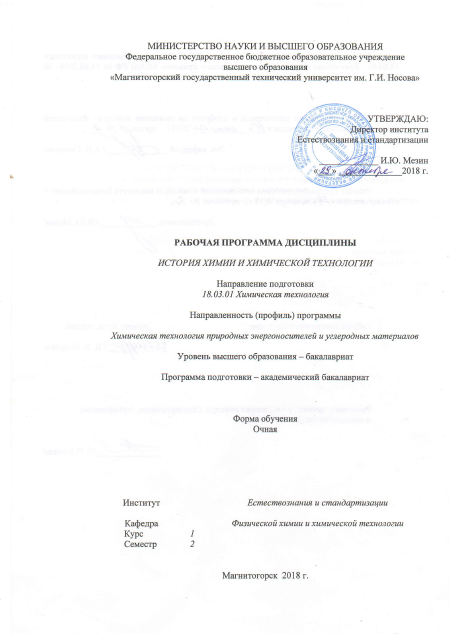 МИНИСТЕРСТВО НАУКИ И ВЫСШЕГО ОБРАЗОВАНИЯ
Федеральное государственное бюджетное образовательное учреждение
высшего образования
«Магнитогорский государственный технический университет им. Г.И. Носова»
УТВЕРЖДАЮ:
Директор института
Естествознания и стандартизации
И.Ю. Мезин
2018 г.
РАБОЧАЯ ПРОГРАММА ДИСЦИПЛИНЫ
ИСТОРИЯ ХИМИИ И ХИМИЧЕСКОЙ ТЕХНОЛОГИИ
Направление подготовки
18.03.01 Химическая технология
Направленность (профиль) программы
Химическая технология природных энергоносителей и углеродных материалов
Уровень высшего образования – бакалавриат
Программа подготовки – академический бакалавриат
Форма обучения
Очная
Институт Естествознания и стандартизации
Кафедра Физической химии и химической технологии
Курс 1
Семестр 2
Магнитогорск 2018 г.